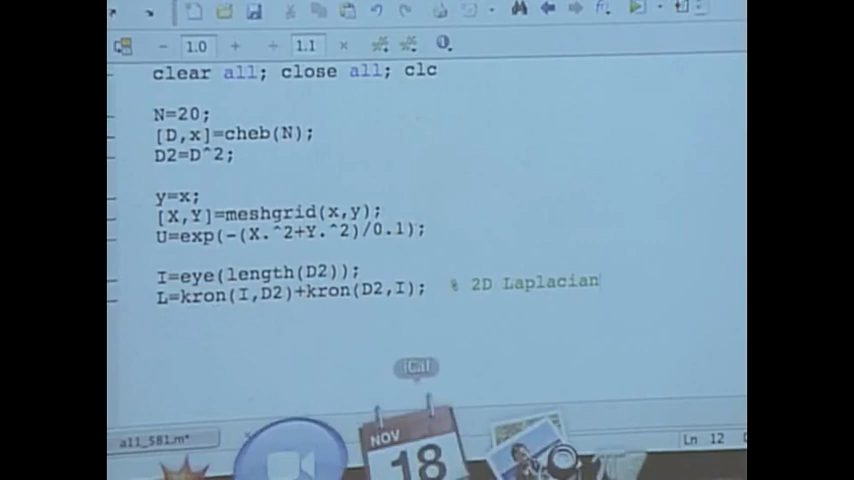 1.0
1.1
clear all; close all; clc
N=20;
[D,x]=cheb(N);
D2=D^2;
y=x;
[X,Y]=meshgrid(x,y);
U=exp(-(X.^2+Y.^2)/0.1);
I=eye(length(D2));
L=kron(I,D2)+kron(D2,I); % 2D Laplacian
iCal
a11_581.m*
Ln 12
NOV
18